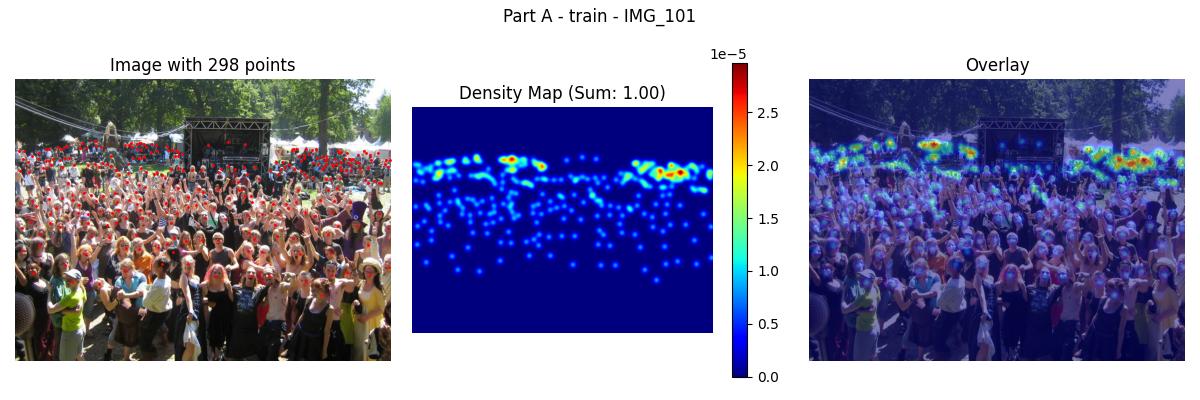 Part A - train - IMG_101
Image with 298 points
Density Map (Sum: 1.00)
1e−5
2.5
2.0
1.5
1.0
0.5
0.0
Overlay